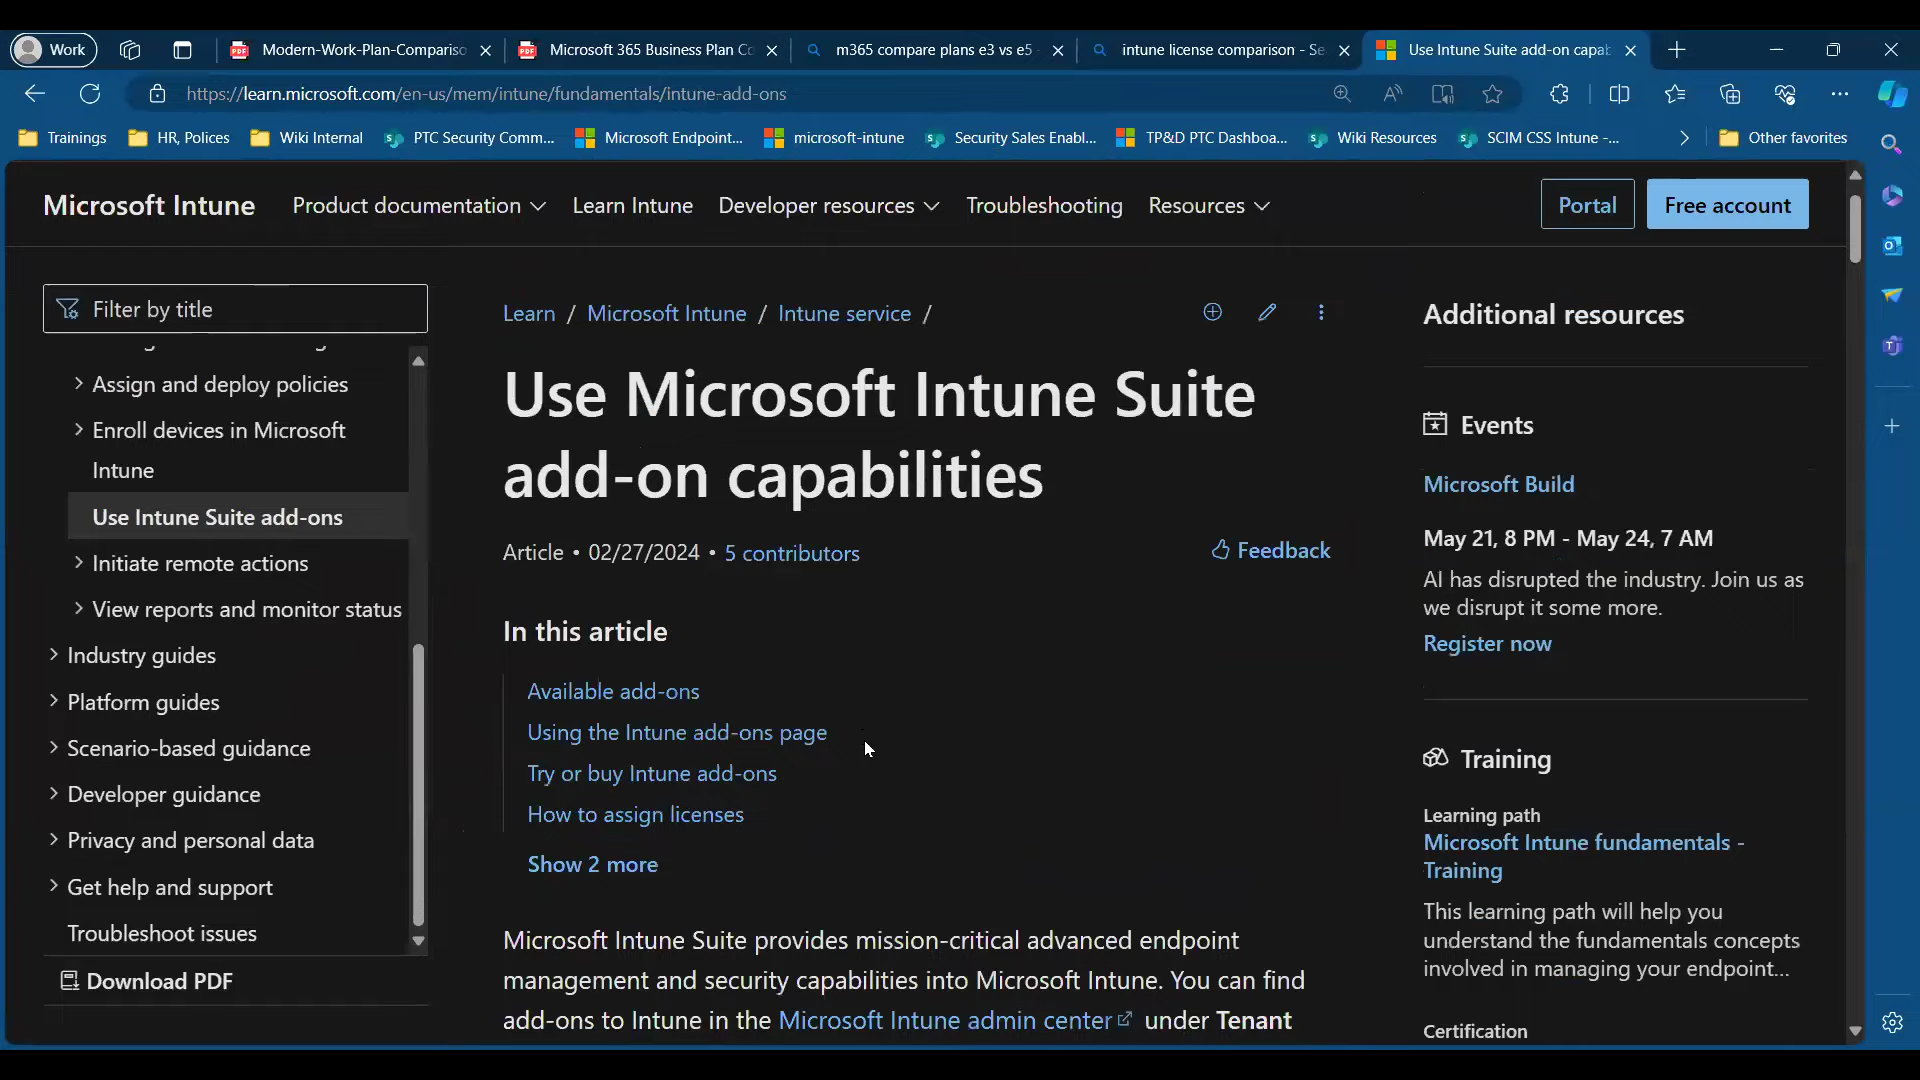 Work
Modern-Work-Plan-Compariso
Microsoft 365 Business Plan Co
m365 compare plans e3 vs e5
intune license comparison - Se
Use Intune Suite add-on capab
https://learn.microsoft.com/en-us/mem/intune/fundamentals/intune-add-ons
Trainings
HR, Polices
Wiki Internal
PTC Security Comm...
Microsoft Endpoint...
microsoft-intune
Security Sales Enabl...
TP&D PTC Dashboa...
Wiki Resources
SCIM CSS Intune -...
Other favorites
Microsoft Intune
Product documentation
Learn Intune
Developer resources
Troubleshooting
Resources
Portal
Free account
Filter by title
Assign and deploy policies
Enroll devices in Microsoft
Intune
Use Intune Suite add-ons
Initiate remote actions
View reports and monitor status
Industry guides
Platform guides
Scenario-based guidance
Developer guidance
Privacy and personal data
Get help and support
Troubleshoot issues
Download PDF
Learn / Microsoft Intune / Intune service /
Use Microsoft Intune Suite
add-on capabilities
Article • 02/27/2024 • 5 contributors
Feedback
In this article
Available add-ons
Using the Intune add-ons page
Try or buy Intune add-ons
How to assign licenses
Show 2 more
Microsoft Intune Suite provides mission-critical advanced endpoint
management and security capabilities into Microsoft Intune. You can find
add-ons to Intune in the Microsoft Intune admin center under Tenant
Additional resources
Events
Microsoft Build
May 21, 8 PM - May 24, 7 AM
AI has disrupted the industry. Join us as
we disrupt it some more.
Register now
Training
Learning path
Microsoft Intune fundamentals -
Training
This learning path will help you
understand the fundamentals concepts
involved in managing your endpoint...
Certification